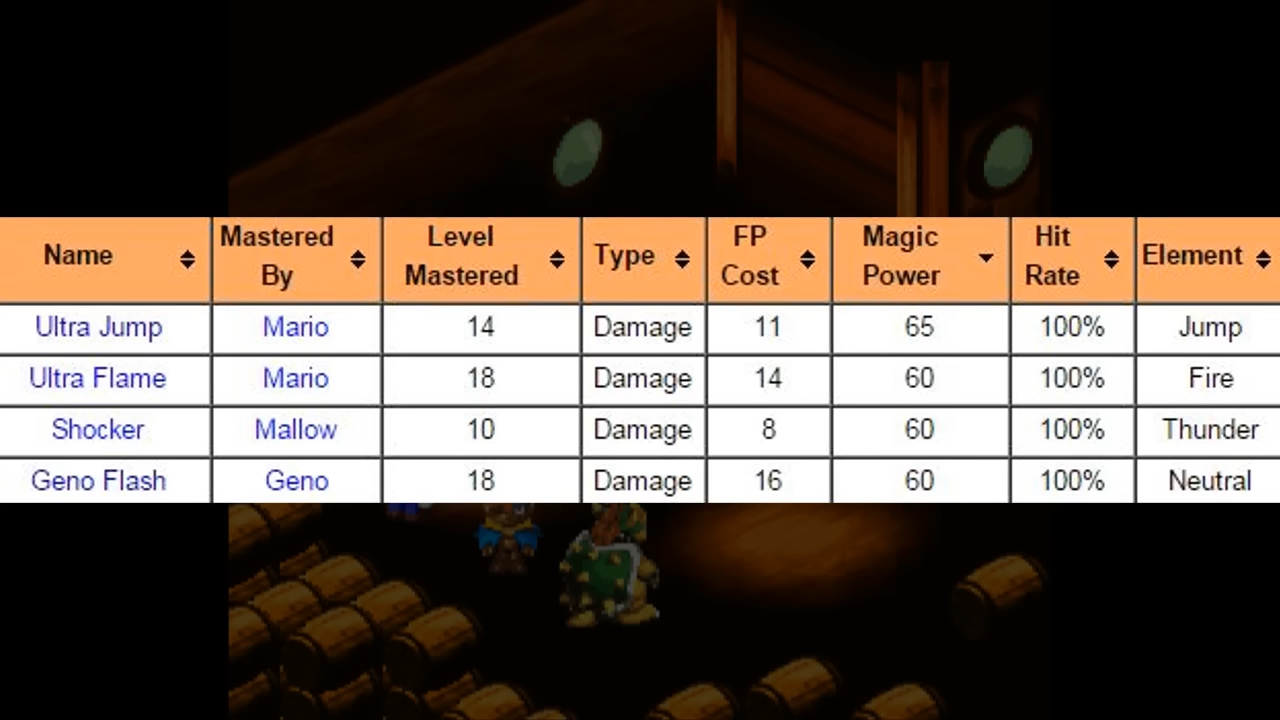 Name Mastered By Level Mastered Type FP Cost Magic Power Hit Rate Element
Ultra Jump Mario 14 Damage 11 65 100% Jump
Ultra Flame Mario 18 Damage 14 60 100% Fire
Shocker Mallow 10 Damage 8 60 100% Thunder
Geno Flash Geno 18 Damage 16 60 100% Neutral